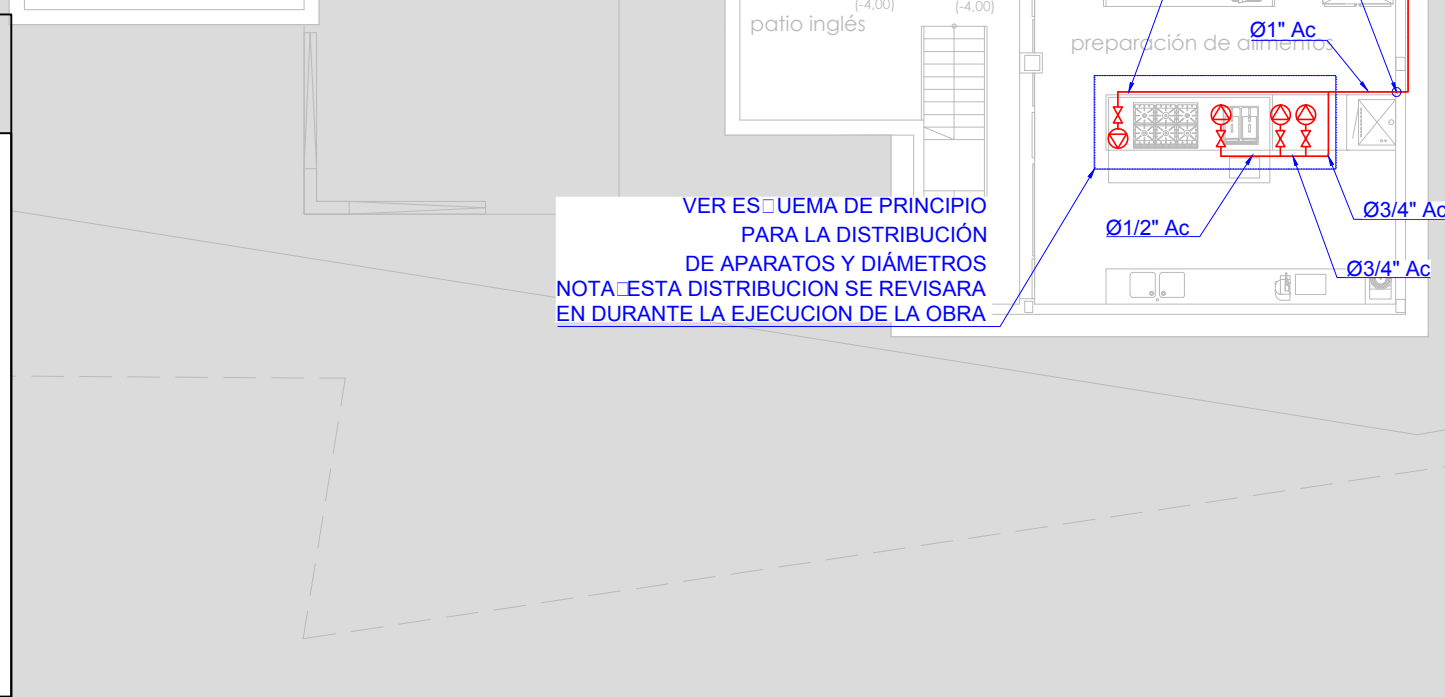 (-4,00)
(-4,00)
patio inglés
Ø1" Ac
preparación de alimentos
VER ES□UEMA DE PRINCIPIO
PARA LA DISTRIBUCIÓN
DE APARATOS Y DIÁMETROS
NOTA□ESTA DISTRIBUCION SE REVISARA
EN DURANTE LA EJECUCION DE LA OBRA
Ø1/2" Ac
Ø3/4" Ac
Ø3/4" Ac